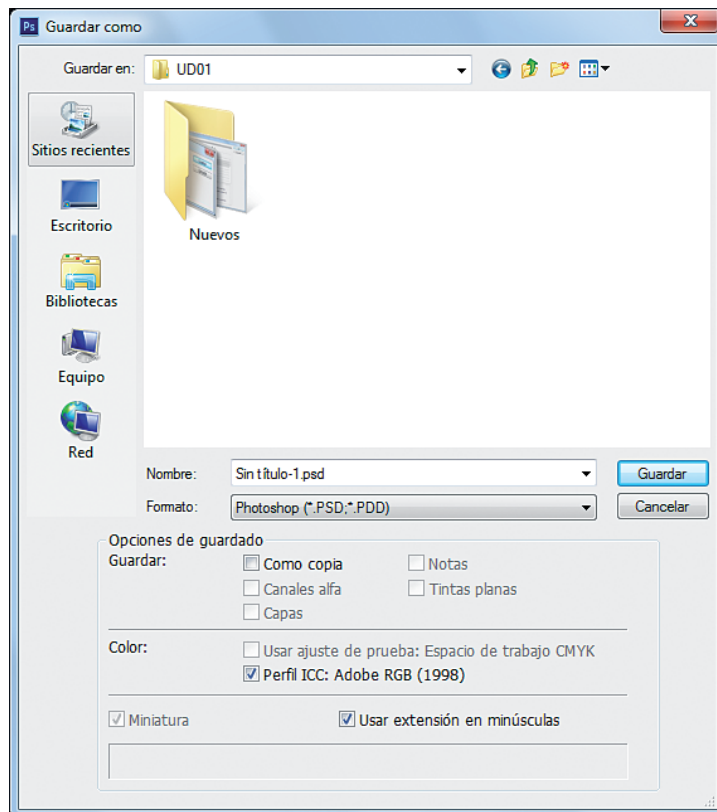 Ps Guardar como
Guardar en: UD01
Sitios recientes
Escritorio
Bibliotecas
Equipo
Red
Nuevos
Nombre: Sin título-1.psd Guardar
Formato: Photoshop (*.PSD;*.PDD) Cancelar
Opciones de guardado
Guardar: Como copia Notas
Canales alfa Tintas planas
Capas
Color: Usar ajuste de prueba: Espacio de trabajo CMYK
Perfil ICC: Adobe RGB (1998)
Miniatura Usar extensión en minúsculas